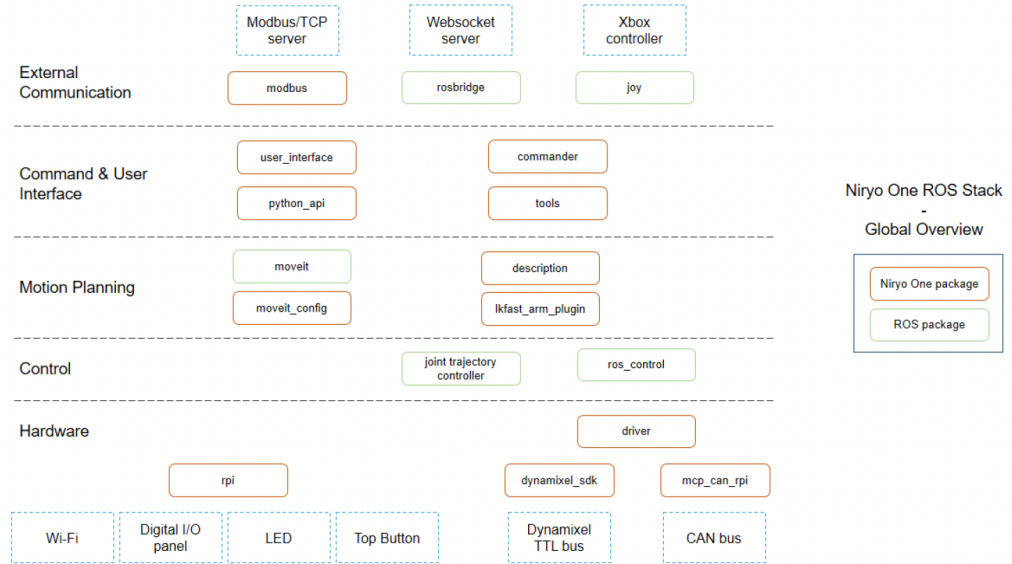 Modbus/TCP
server
Websocket
server
Xbox
controller
External
Communication
modbus
rosbridge
joy
Command & User
Interface
user_interface
commander
python_api
tools
Niryo One ROS Stack
-
Global Overview
Niryo One package
ROS package
Motion Planning
moveit
description
moveit_config
lkfast_arm_plugin
Control
joint trajectory
controller
ros_control
Hardware
driver
rpi
dynamixel_sdk
mcp_can_rpi
Wi-Fi
Digital I/O
panel
LED
Top Button
Dynamixel
TTL bus
CAN bus